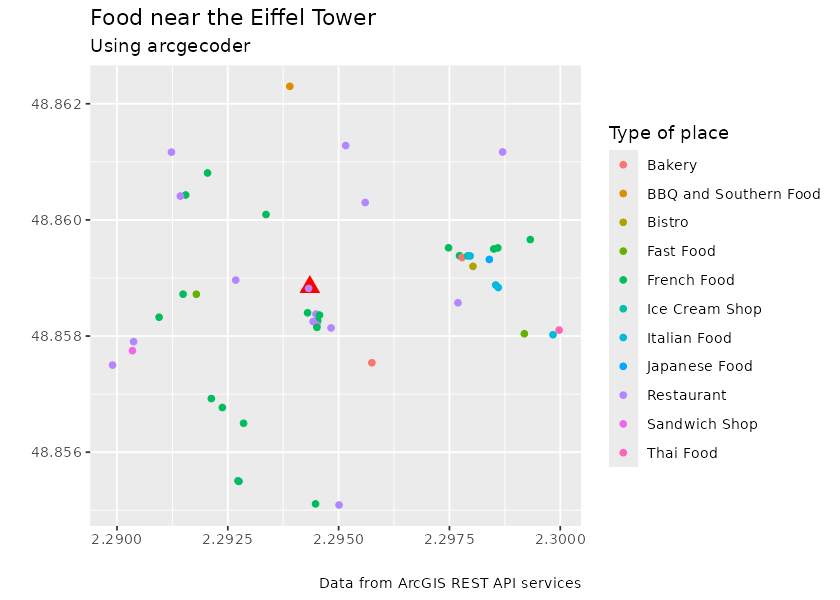 Food near the Eiffel Tower
Using arcgecoder
48.862
48.860
48.858
48.856
2.2900
2.2925
2.2950
2.2975
2.3000
Type of place
Bakery
BBQ and Southern Food
Bistro
Fast Food
French Food
Ice Cream Shop
Italian Food
Japanese Food
Restaurant
Sandwich Shop
Thai Food
Data from ArcGIS REST API services